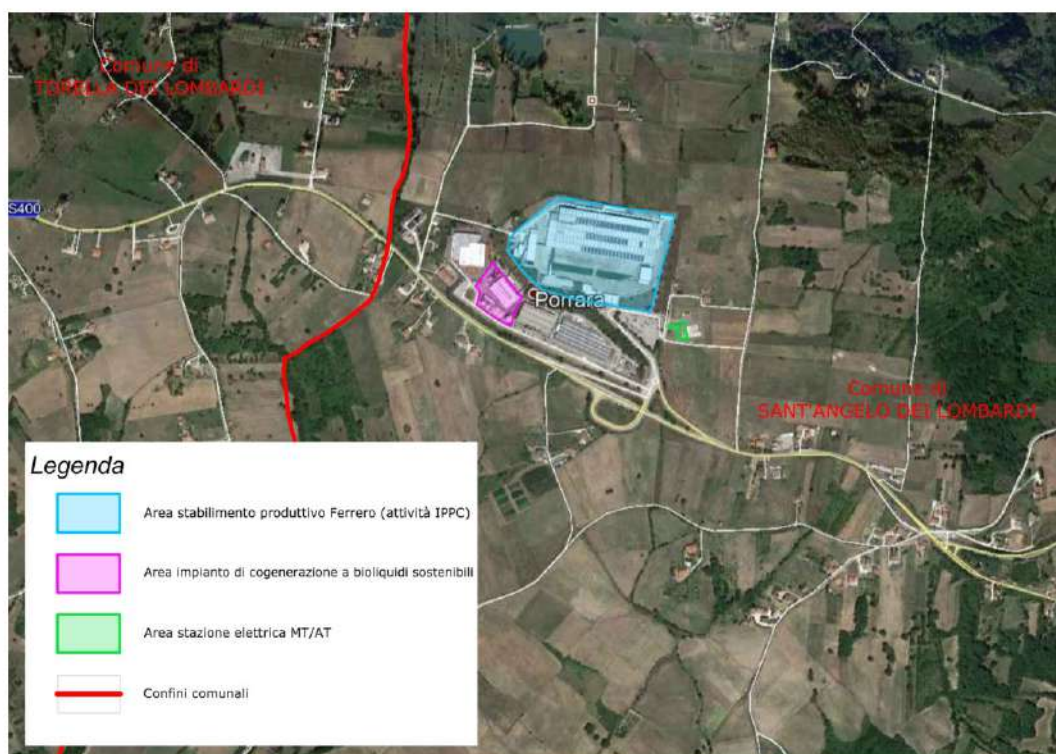 Comune di
TORELLA DEI LOMBARDI
S400
Porrara
Comune di
SANT'ANGELO DEI LOMBARDI
Legenda
Area stabilimento produttivo Ferrero (attività IPPC)
Area impianto di cogenerazione a bioliquidi sostenibili
Area stazione elettrica MT/AT
Confini comunali